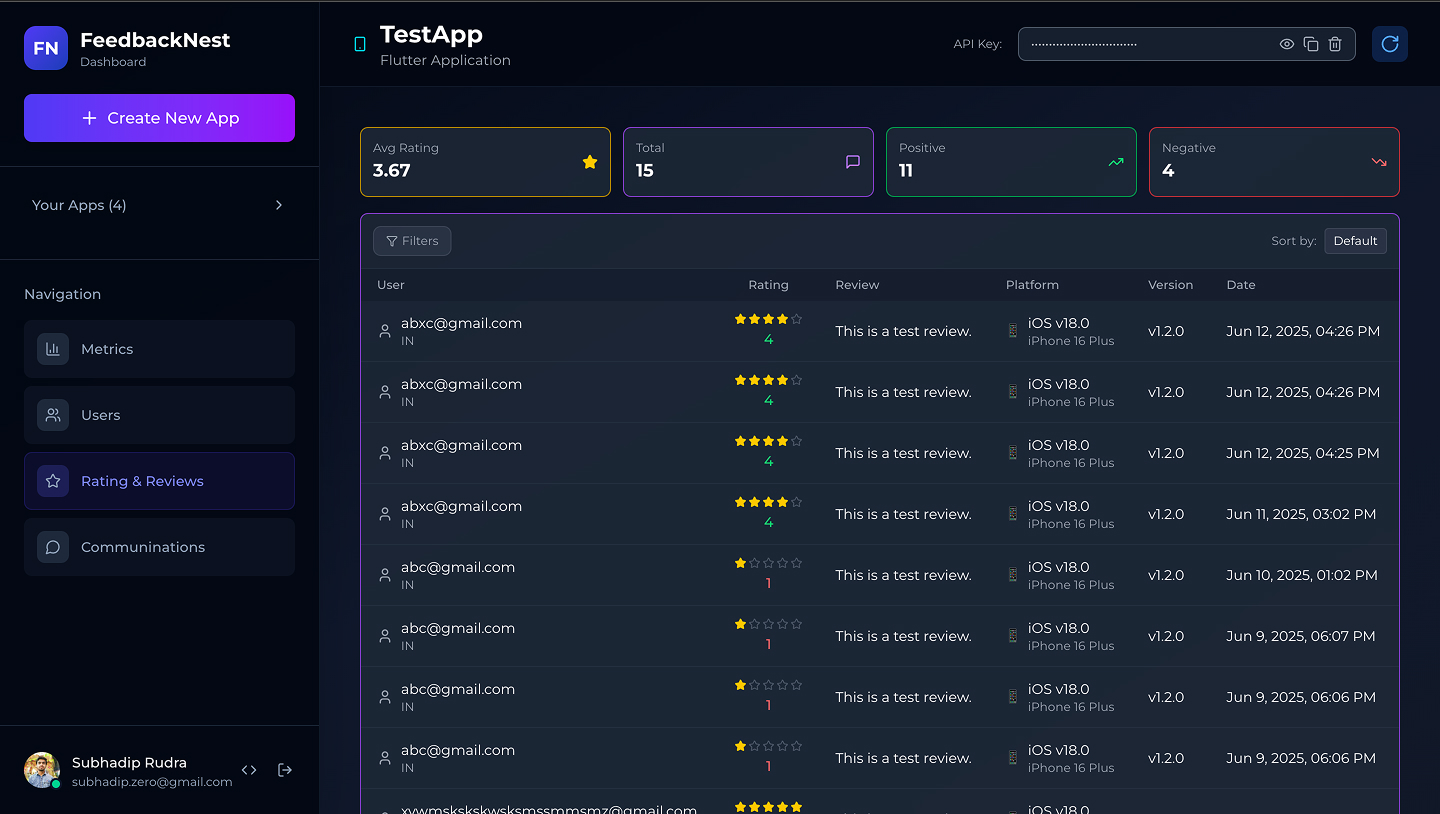 FN
FeedbackNest
Dashboard
+ Create New App
Your Apps (4)
Navigation
Metrics
Users
Rating & Reviews
Communinations
Subhadip Rudra
subhadip.zero@gmail.com
TestApp
Flutter Application
API Key:
Avg Rating
3.67
Total
15
Positive
11
Negative
4
Filters
Sort by: Default
User Rating Review Platform Version Date
abxc@gmail.com
IN
4
This is a test review.
iOS v18.0
iPhone 16 Plus
v1.2.0
Jun 12, 2025, 04:26 PM
abxc@gmail.com
IN
4
This is a test review.
iOS v18.0
iPhone 16 Plus
v1.2.0
Jun 12, 2025, 04:26 PM
abxc@gmail.com
IN
4
This is a test review.
iOS v18.0
iPhone 16 Plus
v1.2.0
Jun 12, 2025, 04:25 PM
abxc@gmail.com
IN
4
This is a test review.
iOS v18.0
iPhone 16 Plus
v1.2.0
Jun 11, 2025, 03:02 PM
abc@gmail.com
IN
1
This is a test review.
iOS v18.0
iPhone 16 Plus
v1.2.0
Jun 10, 2025, 01:02 PM
abc@gmail.com
IN
1
This is a test review.
iOS v18.0
iPhone 16 Plus
v1.2.0
Jun 9, 2025, 06:07 PM
abc@gmail.com
IN
1
This is a test review.
iOS v18.0
iPhone 16 Plus
v1.2.0
Jun 9, 2025, 06:06 PM
abc@gmail.com
IN
1
This is a test review.
iOS v18.0
iPhone 16 Plus
v1.2.0
Jun 9, 2025, 06:06 PM
iOS v18.0